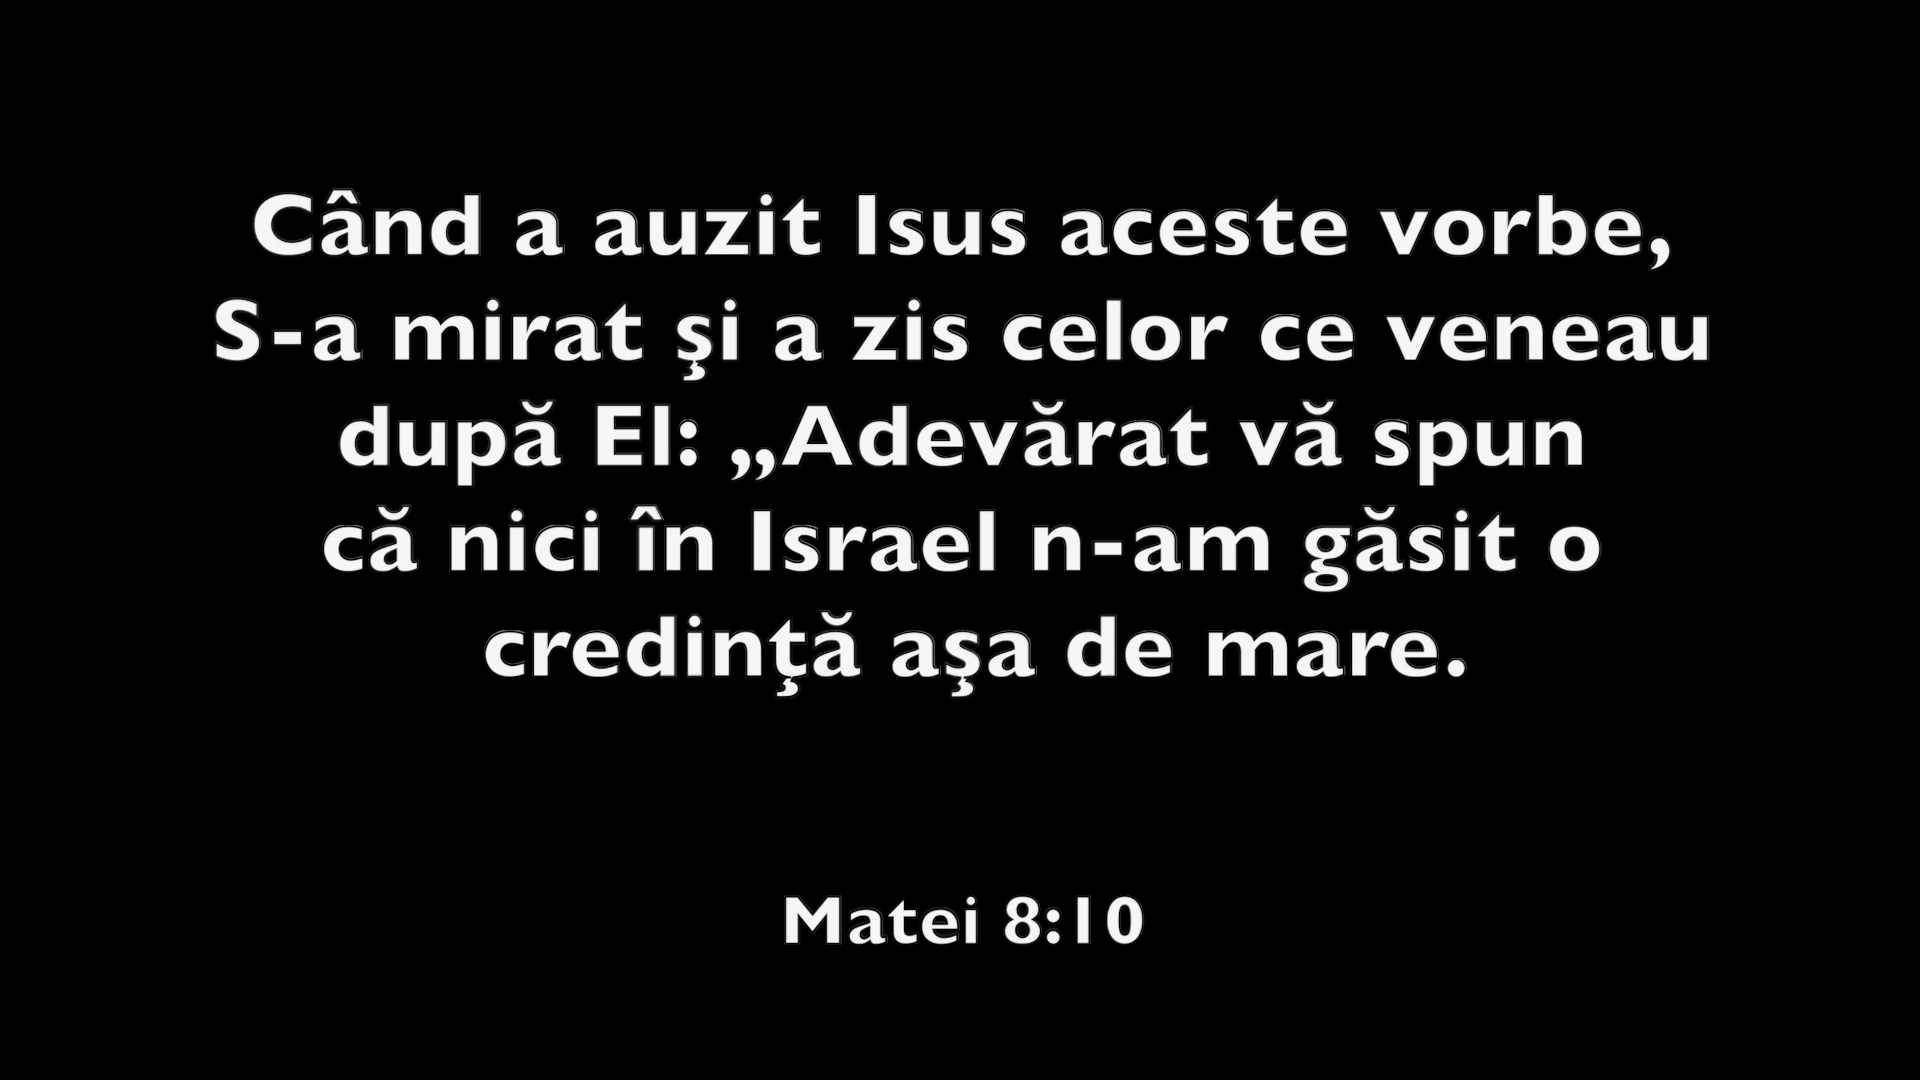 Când a auzit Isus aceste vorbe,
S-a mirat şi a zis celor ce veneau
după El: „Adevărat vă spun
că nici în Israel n-am găsit o
credinţă aşa de mare.
Matei 8:10